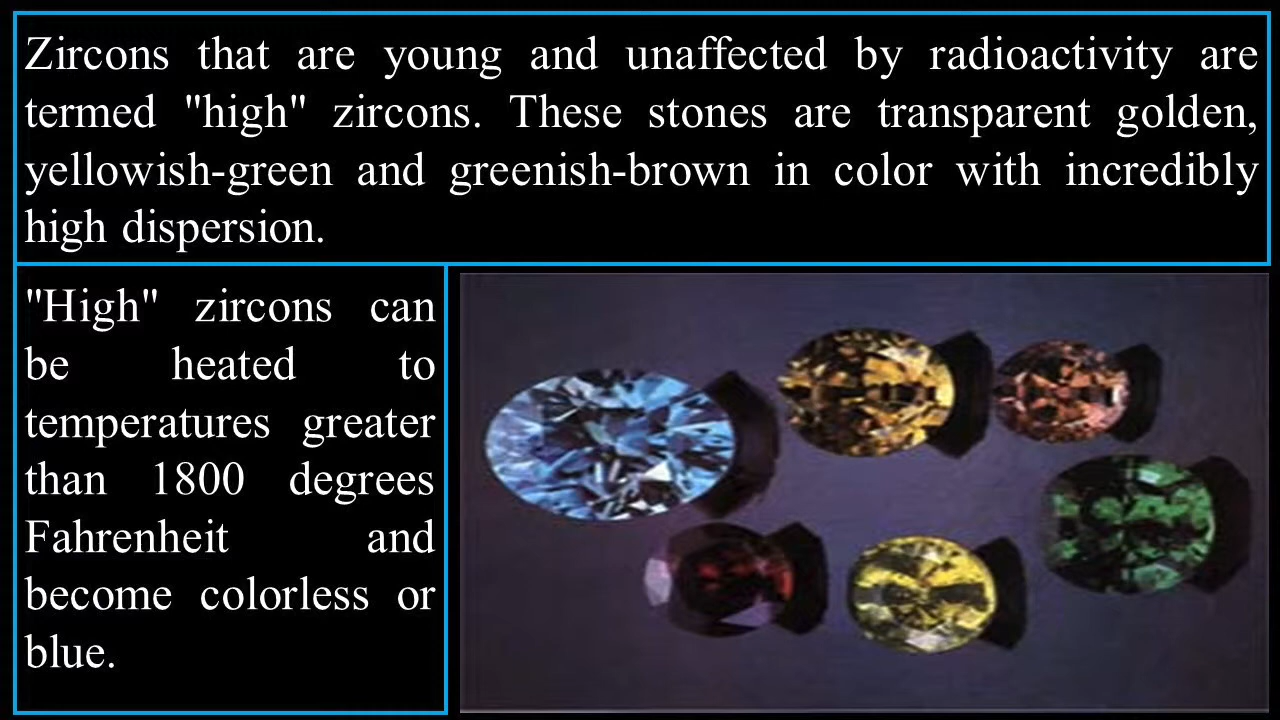 Zircons that are young and unaffected by radioactivity are
termed "high" zircons. These stones are transparent golden,
yellowish-green and greenish-brown in color with incredibly
high dispersion.
"High" zircons can
be heated to
temperatures greater
than 1800 degrees
Fahrenheit and
become colorless or
blue.